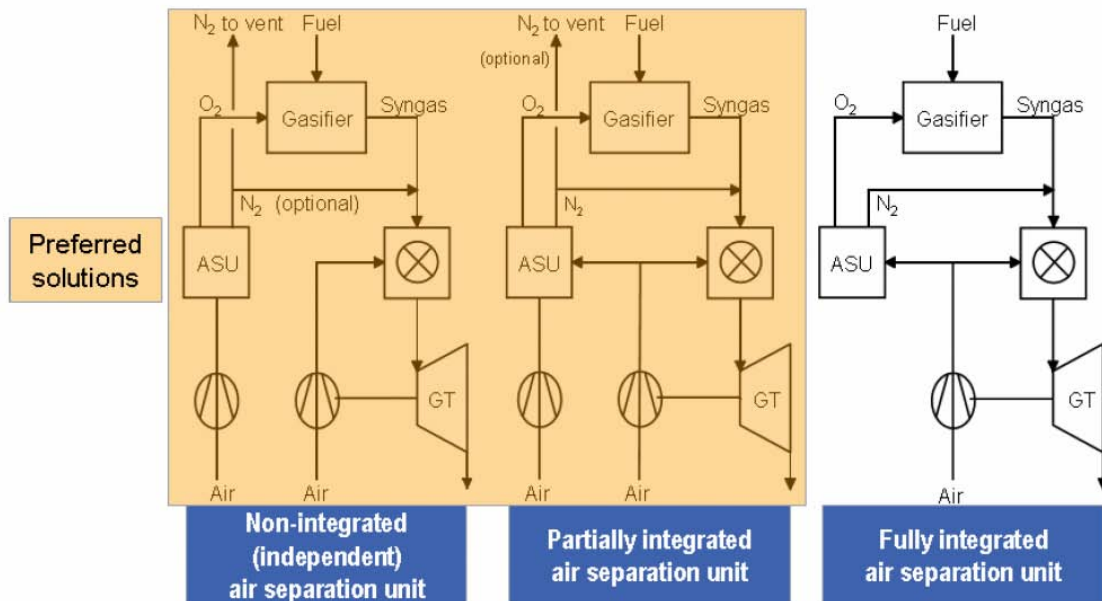 Preferred
solutions
N₂ to vent
Fuel
O₂
Gasifier
Syngas
N₂ (optional)
ASU
GT
Air
Air
Non-integrated
(independent)
air separation unit
N₂ to vent
(optional)
Fuel
O₂
Gasifier
Syngas
N₂
ASU
GT
Air
Air
Partially integrated
air separation unit
Fuel
O₂
Gasifier
Syngas
N₂
ASU
GT
Air
Fully integrated
air separation unit